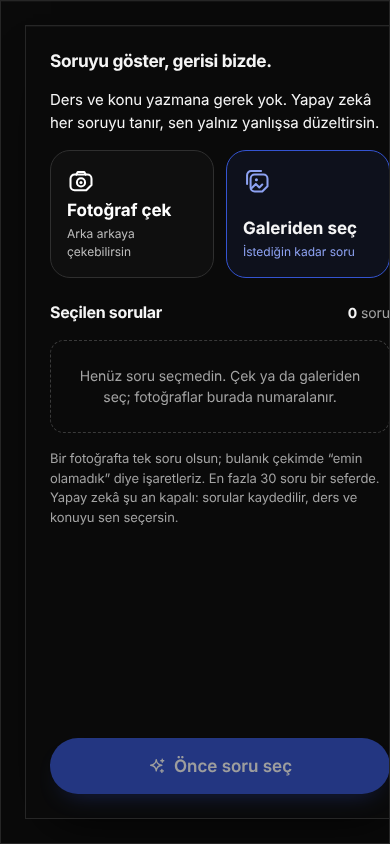 Soruyu göster, gerisi bizde.
Ders ve konu yazmana gerek yok. Yapay zekâ
her soruyu tanır, sen yalnız yanlışsa düzeltirsin.
Fotoğraf çek
Arka arkaya
çekebilirsin
Galeriden seç
İstediğin kadar soru
Seçilen sorular
0 soru
Henüz soru seçmedin. Çek ya da galeriden
seç; fotoğraflar burada numaralanır.
Bir fotoğrafta tek soru olsun; bulanık çekimde “emin
olamadık” diye işaretleriz. En fazla 30 soru bir seferde.
Yapay zekâ şu an kapalı: sorular kaydedilir, ders ve
konuyu sen seçersin.
Önce soru seç